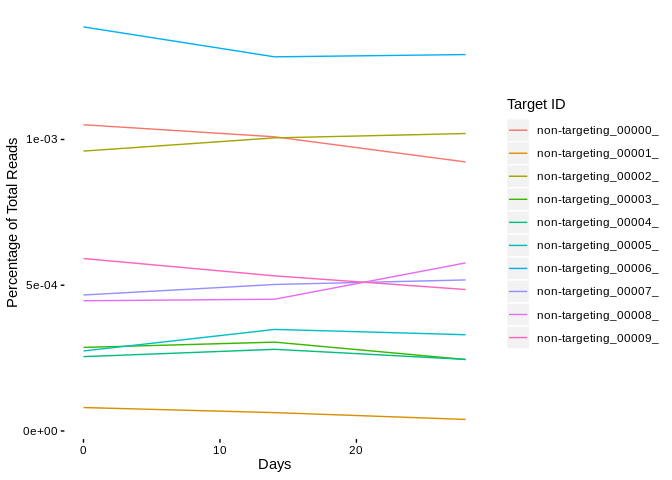 Percentage of Total Reads
1e-03
5e-04
0e+00
0 10 20
Days
Target ID
non-targeting_00000_
non-targeting_00001_
non-targeting_00002_
non-targeting_00003_
non-targeting_00004_
non-targeting_00005_
non-targeting_00006_
non-targeting_00007_
non-targeting_00008_
non-targeting_00009_